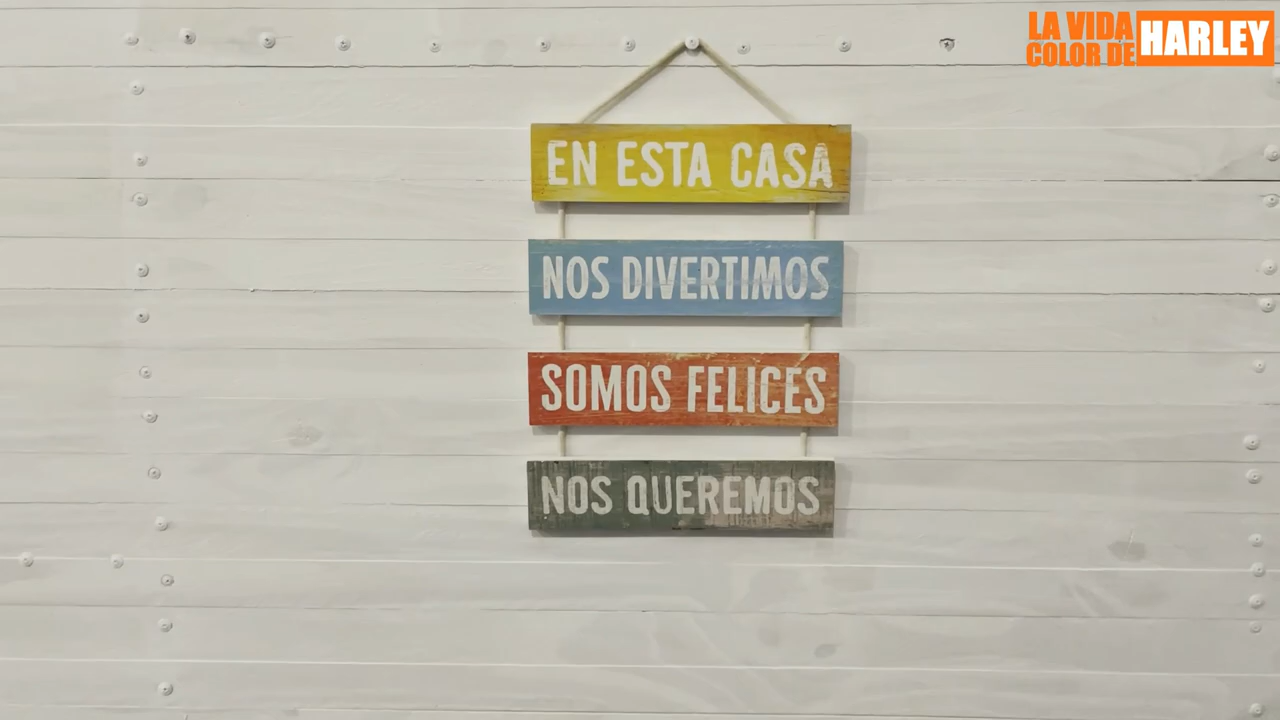 LA VIDA
COLOR DE HARLEY
EN ESTA CASA
NOS DIVERTIMOS
SOMOS FELICES
NOS QUEREMOS